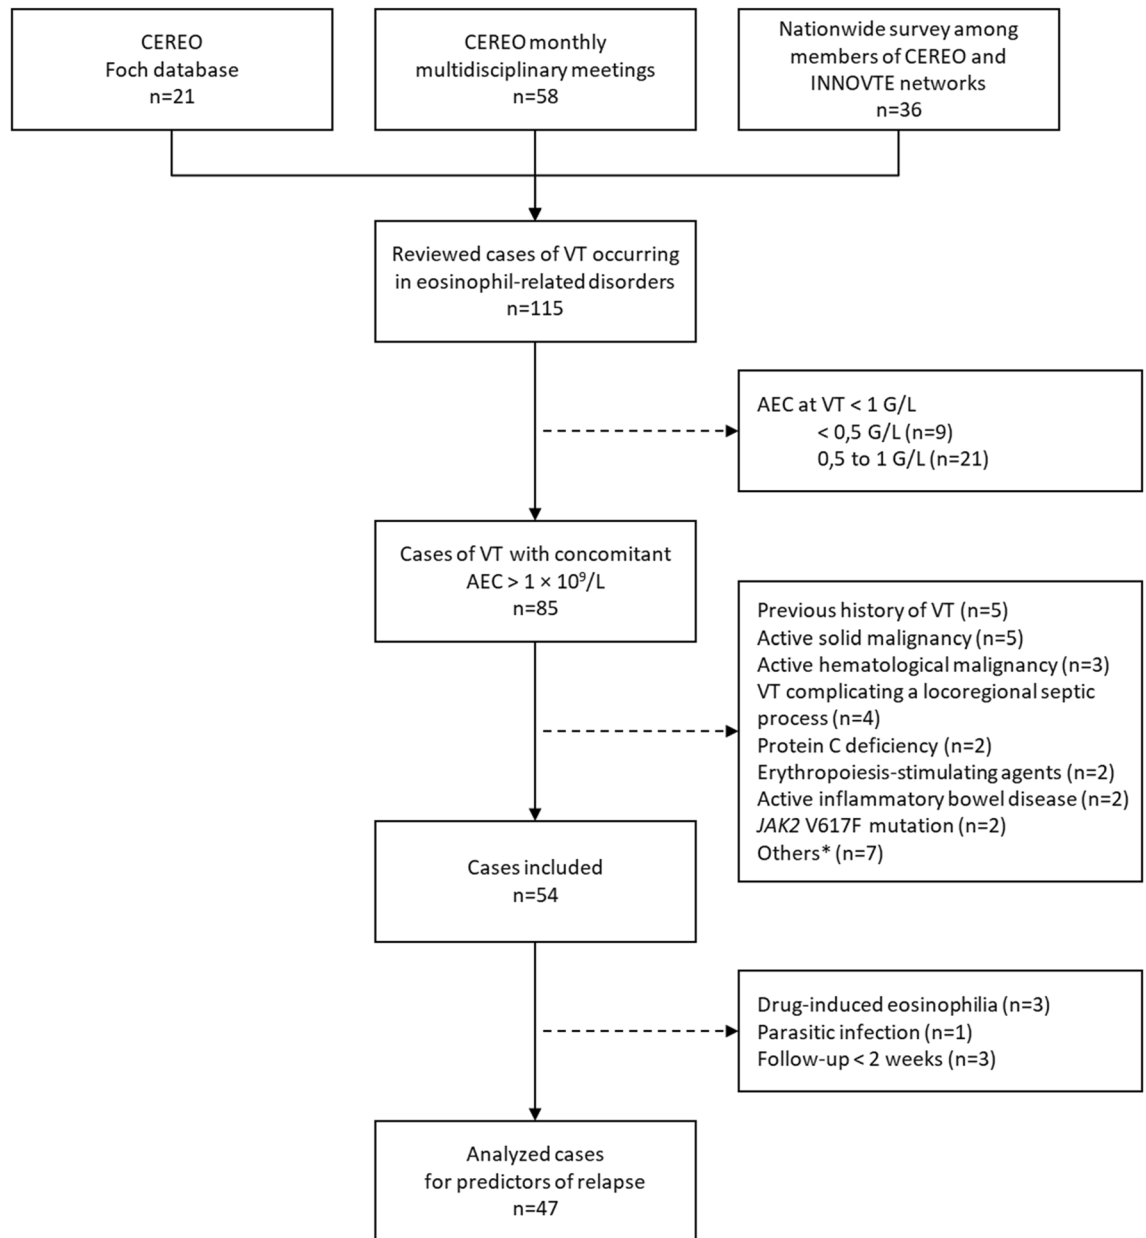 CEREO
Foch database
n=21
CEREO monthly
multidisciplinary meetings
n=58
Nationwide survey among
members of CEREO and
INNOVTE networks
n=36
Reviewed cases of VT occurring
in eosinophil-related disorders
n=115
AEC at VT < 1 G/L
< 0,5 G/L (n=9)
0,5 to 1 G/L (n=21)
Cases of VT with concomitant
AEC > 1 × 10⁹/L
n=85
Previous history of VT (n=5)
Active solid malignancy (n=5)
Active hematological malignancy (n=3)
VT complicating a locoregional septic
process (n=4)
Protein C deficiency (n=2)
Erythropoiesis-stimulating agents (n=2)
Active inflammatory bowel disease (n=2)
JAK2 V617F mutation (n=2)
Others* (n=7)
Cases included
n=54
Drug-induced eosinophilia (n=3)
Parasitic infection (n=1)
Follow-up < 2 weeks (n=3)
Analyzed cases
for predictors of relapse
n=47